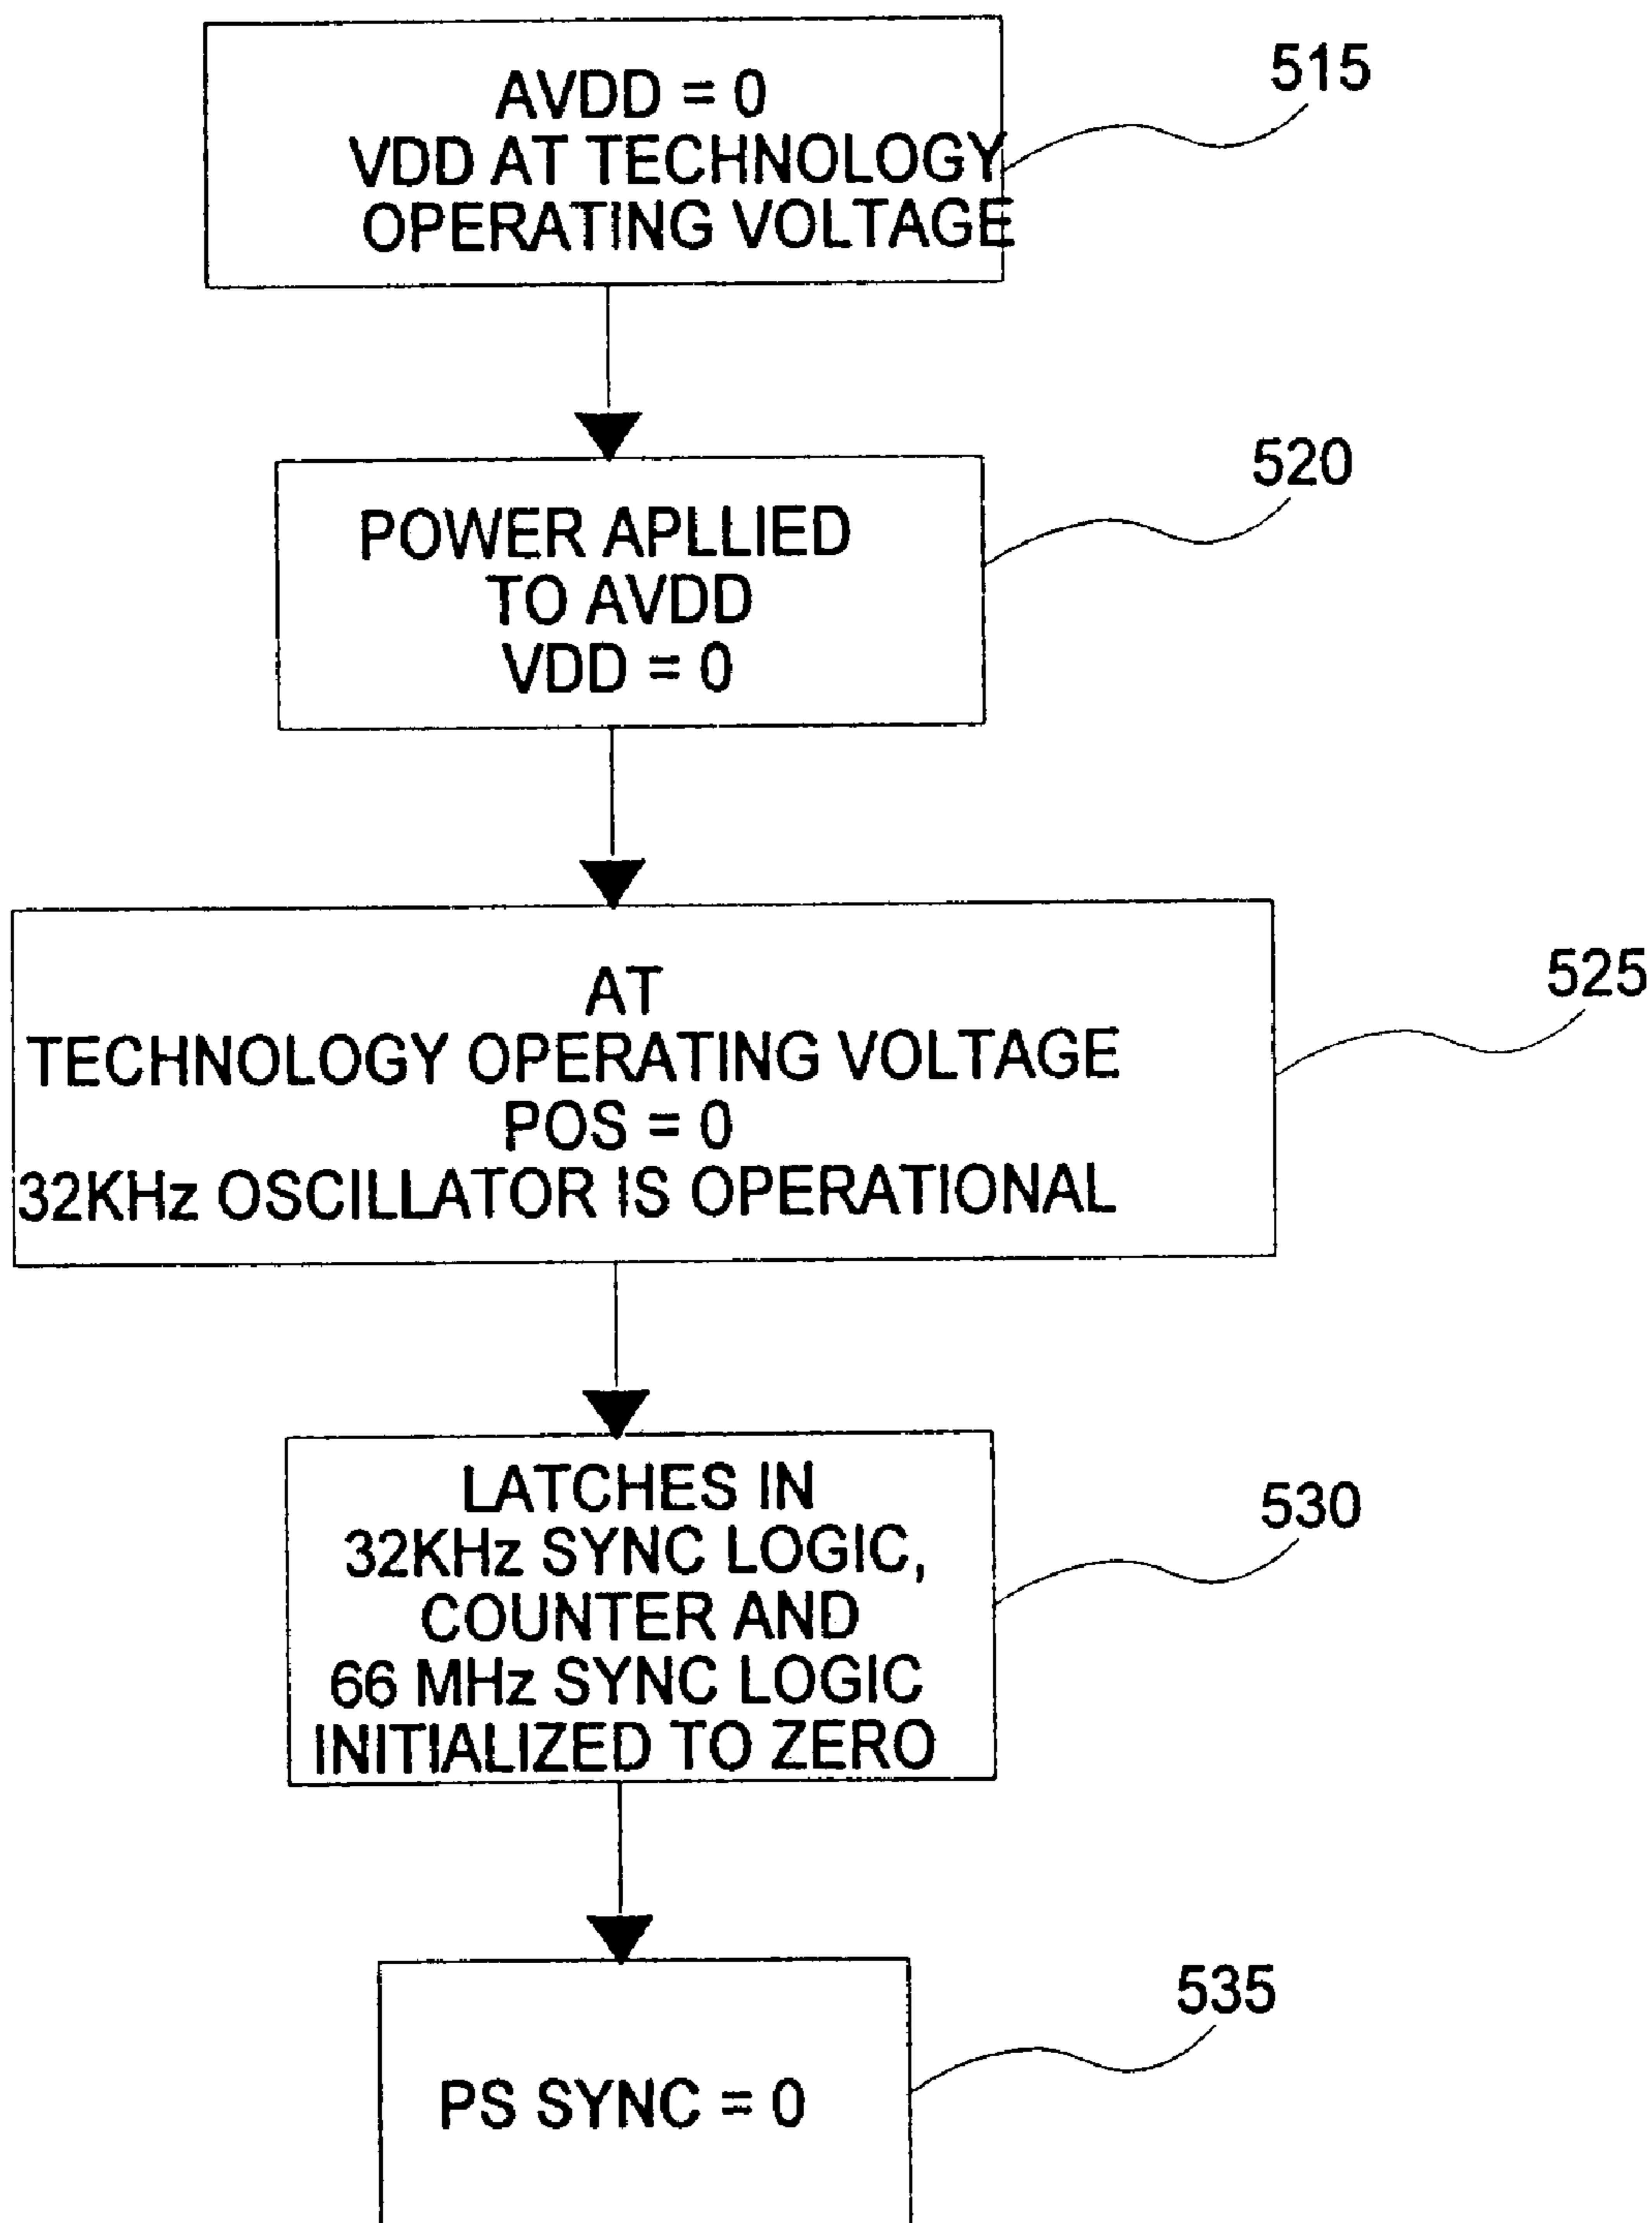 AVDD = 0
VDD AT TECHNOLOGY
OPERATING VOLTAGE
515
POWER APLLIED
TO AVDD
VDD = 0
520
AT
TECHNOLOGY OPERATING VOLTAGE
POS = 0
32KHz OSCILLATOR IS OPERATIONAL
525
LATCHES IN
32KHz SYNC LOGIC,
COUNTER AND
66 MHz SYNC LOGIC
INITIALIZED TO ZERO
530
PS SYNC = 0
535